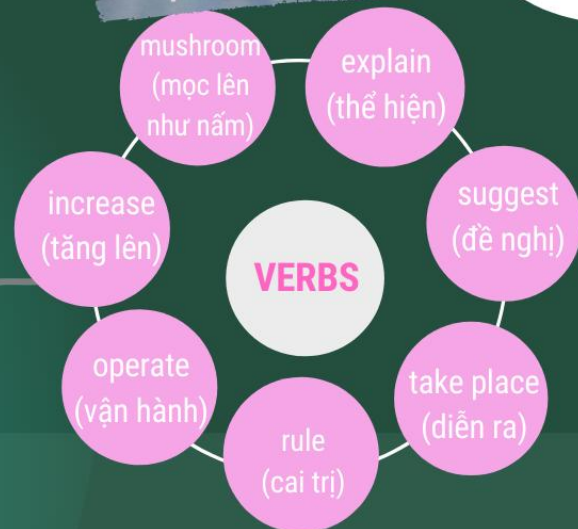 mushroom
(mọc lên
như nấm)
explain
(thể hiện)
increase
(tăng lên)
suggest
(đề nghị)
VERBS
operate
(vận hành)
take place
(diễn ra)
rule
(cai trị)